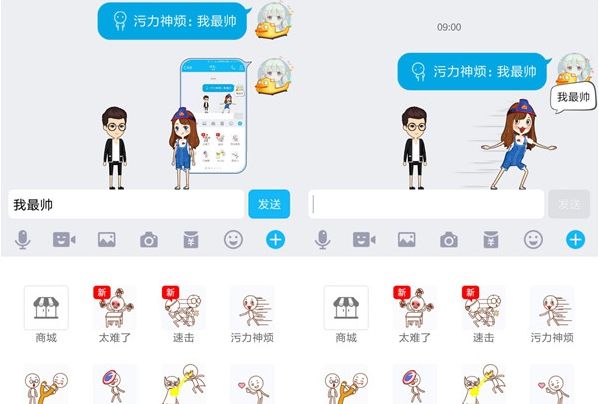 污力神烦:我最帅
我最帅
发送
新
新
商城
太难了
速击
污力神烦
09:00
污力神烦:我最帅
我最帅
发送
新
新
商城
太难了
速击
污力神烦